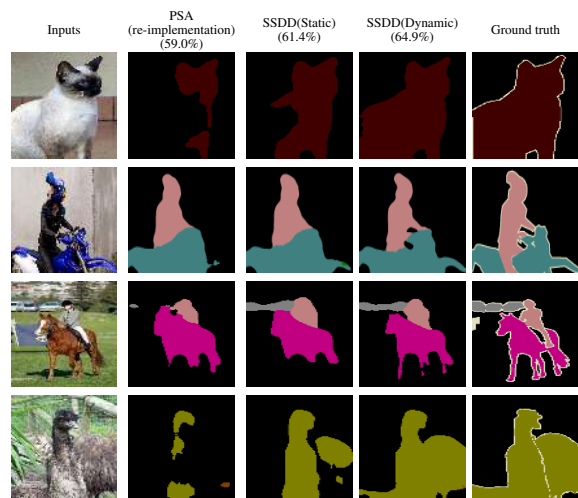 Inputs
PSA
(re-implementation)
(59.0%)
SSDD(Static)
(61.4%)
SSDD(Dynamic)
(64.9%)
Ground truth